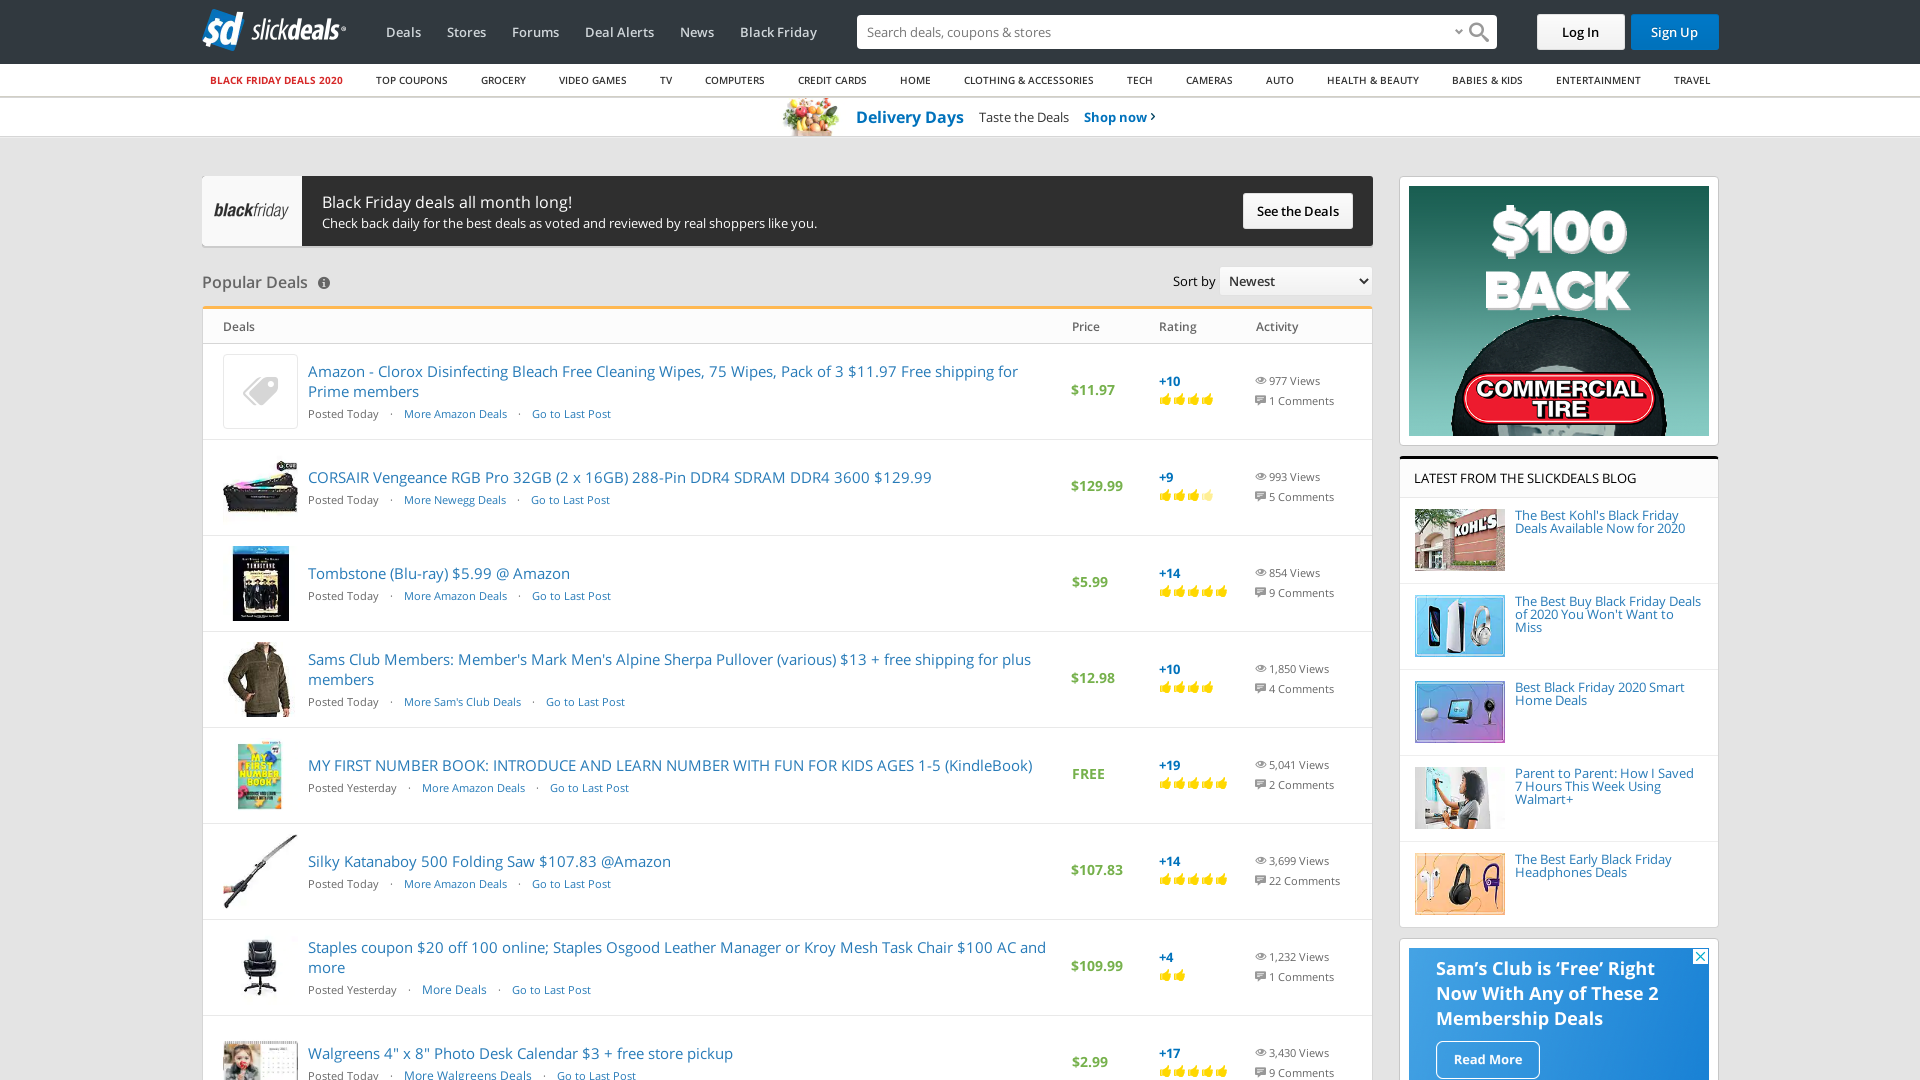 slickdeals
Deals
Stores
Forums
Deal Alerts
News
Black Friday
Search deals, coupons & stores
Log In
Sign Up
BLACK FRIDAY DEALS 2020
TOP COUPONS
GROCERY
VIDEO GAMES
TV
COMPUTERS
CREDIT CARDS
HOME
CLOTHING & ACCESSORIES
TECH
CAMERAS
AUTO
HEALTH & BEAUTY
BABIES & KIDS
ENTERTAINMENT
TRAVEL
Delivery Days Taste the Deals Shop now
blackfriday
Black Friday deals all month long!
Check back daily for the best deals as voted and reviewed by real shoppers like you.
See the Deals
Popular Deals
Sort by Newest
Deals Price Rating Activity
Amazon - Clorox Disinfecting Bleach Free Cleaning Wipes, 75 Wipes, Pack of 3 $11.97 Free shipping for
Prime members
Posted Today · More Amazon Deals · Go to Last Post
$11.97
+10
977 Views
1 Comments
CORSAIR Vengeance RGB Pro 32GB (2 x 16GB) 288-Pin DDR4 SDRAM DDR4 3600 $129.99
Posted Today · More Newegg Deals · Go to Last Post
$129.99
+9
993 Views
5 Comments
TOMBSTONE
Tombstone (Blu-ray) $5.99 @ Amazon
Posted Today · More Amazon Deals · Go to Last Post
$5.99
+14
854 Views
9 Comments
Sams Club Members: Member's Mark Men's Alpine Sherpa Pullover (various) $13 + free shipping for plus
members
Posted Today · More Sam's Club Deals · Go to Last Post
$12.98
+10
1,850 Views
4 Comments
MY
FIRST
NUMBER
BOOK
MY FIRST NUMBER BOOK: INTRODUCE AND LEARN NUMBER WITH FUN FOR KIDS AGES 1-5 (KindleBook)
Posted Yesterday · More Amazon Deals · Go to Last Post
FREE
+19
5,041 Views
2 Comments
Silky Katanaboy 500 Folding Saw $107.83 @Amazon
Posted Today · More Amazon Deals · Go to Last Post
$107.83
+14
3,699 Views
22 Comments
Staples coupon $20 off 100 online; Staples Osgood Leather Manager or Kroy Mesh Task Chair $100 AC and
more
Posted Yesterday · More Deals · Go to Last Post
$109.99
+4
1,232 Views
1 Comments
Walgreens 4" x 8" Photo Desk Calendar $3 + free store pickup
Posted Today · More Walgreens Deals · Go to Last Post
$2.99
+17
3,430 Views
9 Comments
$100
BACK
COMMERCIAL
TIRE
LATEST FROM THE SLICKDEALS BLOG
KOHL'S
The Best Kohl's Black Friday
Deals Available Now for 2020
The Best Buy Black Friday Deals
of 2020 You Won't Want to
Miss
Best Black Friday 2020 Smart
Home Deals
Parent to Parent: How I Saved
7 Hours This Week Using
Walmart+
The Best Early Black Friday
Headphones Deals
Sam's Club is ‘Free’ Right
Now With Any of These 2
Membership Deals
Read More